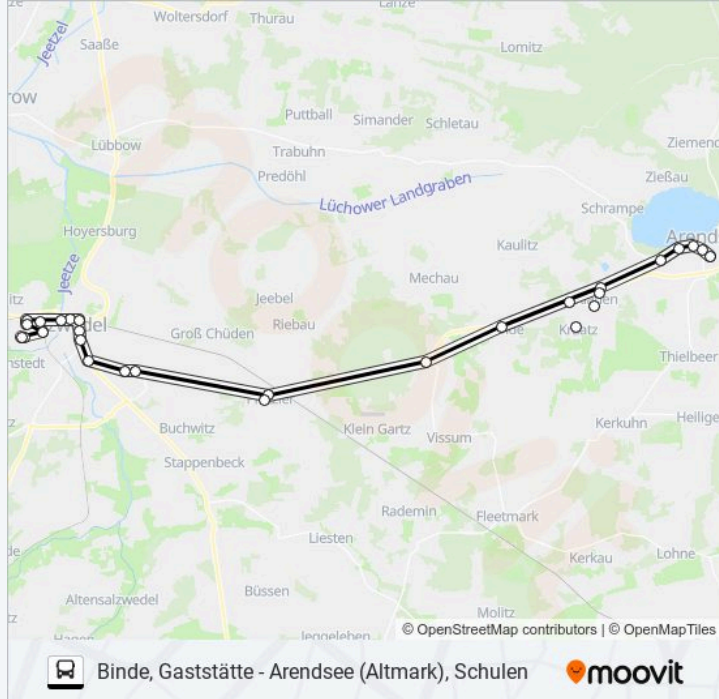 Lanze
Woltersdorf
Thurau
Jeetzel
Saaße
Lomitz
row
Puttball
Simander
Schletau
Lübbow
Trabuhn
Ziemend
Predöhl
Zießau
Lüchower Landgraben
Schrampe
Hoyersburg
Arend
Kaulitz
Jeetze
Mechau
itz
Jeebel
zwedel
Riebau
Groß Chüden
Thielbeer
nstedt
Kerkuhn
Heilige
Klein Gartz
Buchwitz
Vissum
Stappenbeck
Rademin
Fleetmark
Liesten
Lohne
Kerkau
Altensalzwedel
Büssen
Molitz
Hagen
Jeggeleben
© OpenStreetMap contributors | © OpenMapTiles
Binde, Gaststätte - Arendsee (Altmark), Schulen
moovit